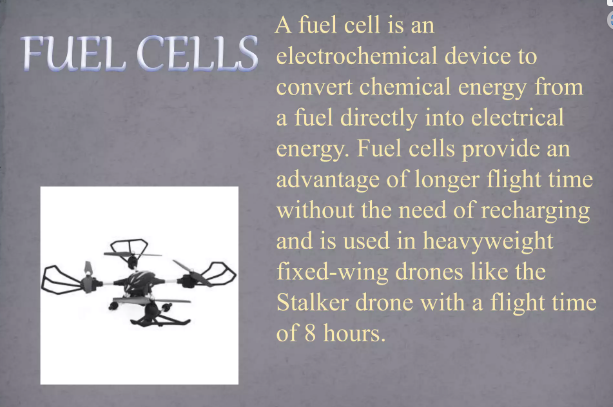 FUEL CELLS
A fuel cell is an
electrochemical device to
convert chemical energy from
a fuel directly into electrical
energy. Fuel cells provide an
advantage of longer flight time
without the need of recharging
and is used in heavyweight
fixed-wing drones like the
Stalker drone with a flight time
of 8 hours.